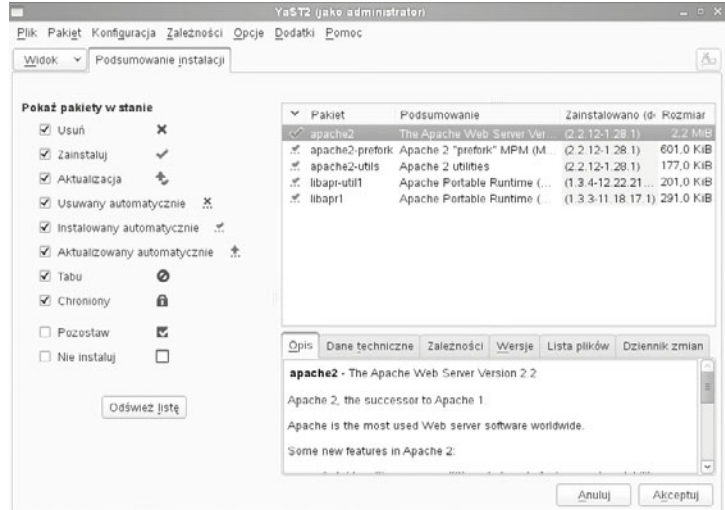 YaST2 (jako administrator)
Plik Pakiet Konfiguracja Zależności Opcje Dodatki Pomoc
Widok Podsumowanie instalacji
Pokaż pakiety w stanie
Usuń
Zainstaluj
Aktualizacja
Usuwany automatycznie
Instalowany automatycznie
Aktualizowany automatycznie
Tabu
Chroniony
Pozostaw
Nie instaluj
Odśwież listę
Pakiet Podsumowanie Zainstalowano (d Rozmiar
apache2 The Apache Web Server Ver... (2.2.12-1.28.1) 2,2 MiB
apache2-prefork Apache 2 "prefork" MPM (M... (2.2.12-1.28.1) 601,0 KiB
apache2-utils Apache 2 utilities (2.2.12-1.28.1) 177,0 KiB
libapr-util1 Apache Portable Runtime (... (1.3.4-12.22.21... 201,0 KiB
libapr1 Apache Portable Runtime (... (1.3.3-11.18.17.1) 291.0 KiB
Opis Dane techniczne Zależności Wersje Lista plików Dziennik zmian
apache2 - The Apache Web Server Version 2.2
Apache 2, the successor to Apache 1.
Apache is the most used Web server software worldwide.
Some new features in Apache 2:
Anuluj Akceptuj